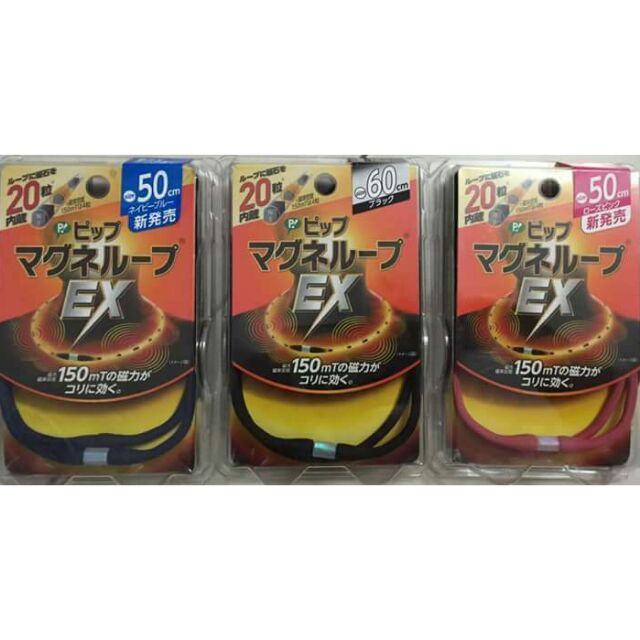 ループに磁石を
20粒
内蔵
50cm
ネイビーブルー
新発売
ピップ
マグネループ
EX
150mTの磁力が
コリに効く。
ループに磁石を
20粒
内蔵
60cm
ブラック
ピップ
マグネループ
EX
150mTの磁力が
コリに効く。
ループに磁石を
20粒
内蔵
50cm
ローズピンク
新発売
ピップ
マグネループ
EX
150mTの磁力が
コリに効く。